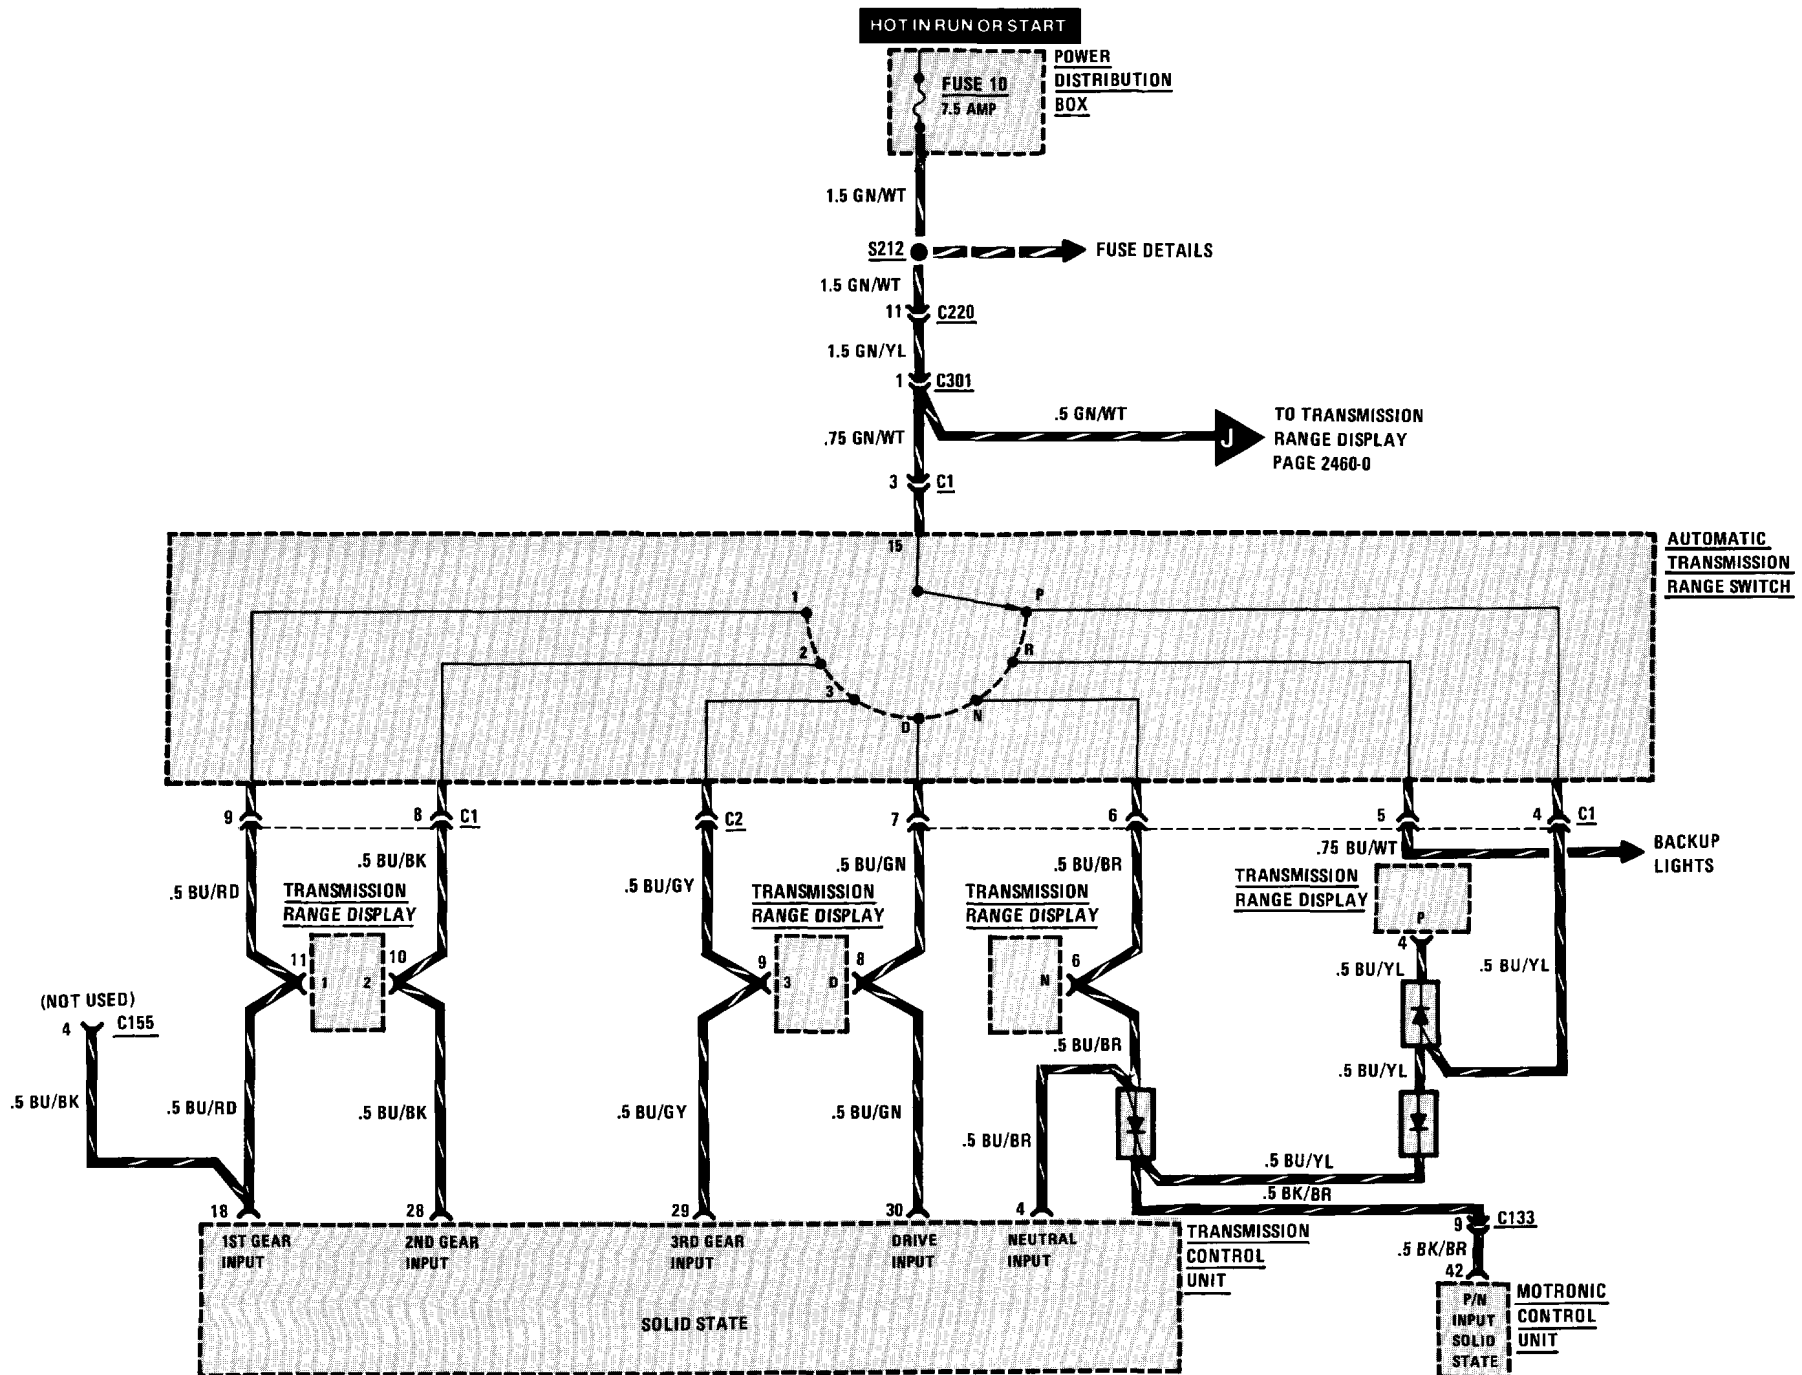 HOT IN RUN OR START
POWER
DISTRIBUTION
BOX
FUSE 10
7.5 AMP
1.5 GN/WT
S212
FUSE DETAILS
1.5 GN/WT
11
C220
1.5 GN/YL
1
C301
.5 GN/WT
J
TO TRANSMISSION
RANGE DISPLAY
PAGE 2460-0
.75 GN/WT
3
C1
AUTOMATIC
TRANSMISSION
RANGE SWITCH
15
1
P
2
R
3
N
D
9
8
C1
C2
7
6
5
4
C1
.5 BU/RD
.5 BU/BK
.5 BU/GY
.5 BU/GN
.5 BU/BR
.75 BU/WT
BACKUP
LIGHTS
TRANSMISSION
RANGE DISPLAY
TRANSMISSION
RANGE DISPLAY
TRANSMISSION
RANGE DISPLAY
TRANSMISSION
RANGE DISPLAY
P
4
11
1
2
10
9
3
D
8
N
6
.5 BU/YL
.5 BU/YL
(NOT USED)
4
C155
.5 BU/BR
.5 BU/YL
.5 BU/BK
.5 BU/RD
.5 BU/BK
.5 BU/GY
.5 BU/GN
.5 BU/BR
.5 BU/YL
.5 BK/BR
18
28
29
30
4
9
C133
.5 BK/BR
42
1ST GEAR
INPUT
2ND GEAR
INPUT
3RD GEAR
INPUT
DRIVE
INPUT
NEUTRAL
INPUT
TRANSMISSION
CONTROL
UNIT
SOLID STATE
P/N
INPUT
SOLID
STATE
MOTRONIC
CONTROL
UNIT